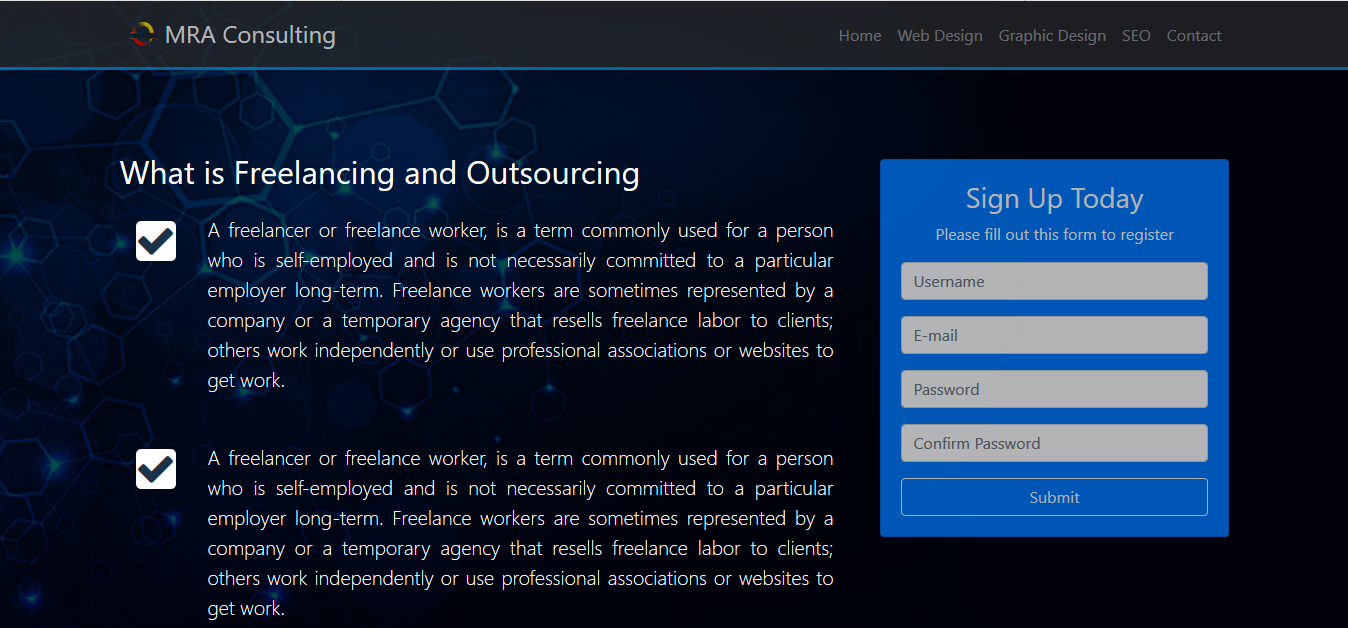 MRA Consulting
Home Web Design Graphic Design SEO Contact
What is Freelancing and Outsourcing
A freelancer or freelance worker, is a term commonly used for a person
who is self-employed and is not necessarily committed to a particular
employer long-term. Freelance workers are sometimes represented by a
company or a temporary agency that resells freelance labor to clients;
others work independently or use professional associations or websites to
get work.
A freelancer or freelance worker, is a term commonly used for a person
who is self-employed and is not necessarily committed to a particular
employer long-term. Freelance workers are sometimes represented by a
company or a temporary agency that resells freelance labor to clients;
others work independently or use professional associations or websites to
get work.
Sign Up Today
Please fill out this form to register
Username
E-mail
Password
Confirm Password
Submit